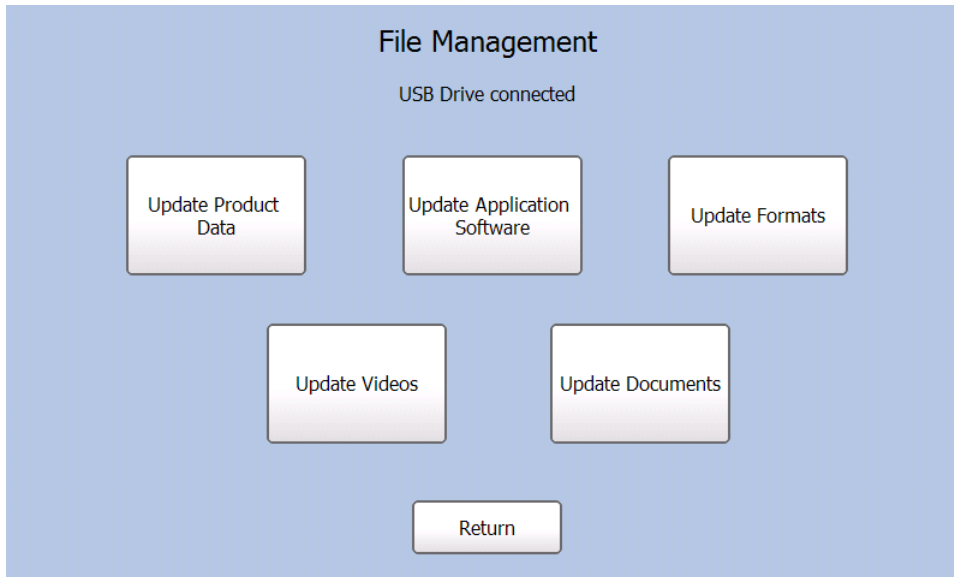 File Management
USB Drive connected
Update Product
Data
Update Application
Software
Update Formats
Update Videos
Update Documents
Return